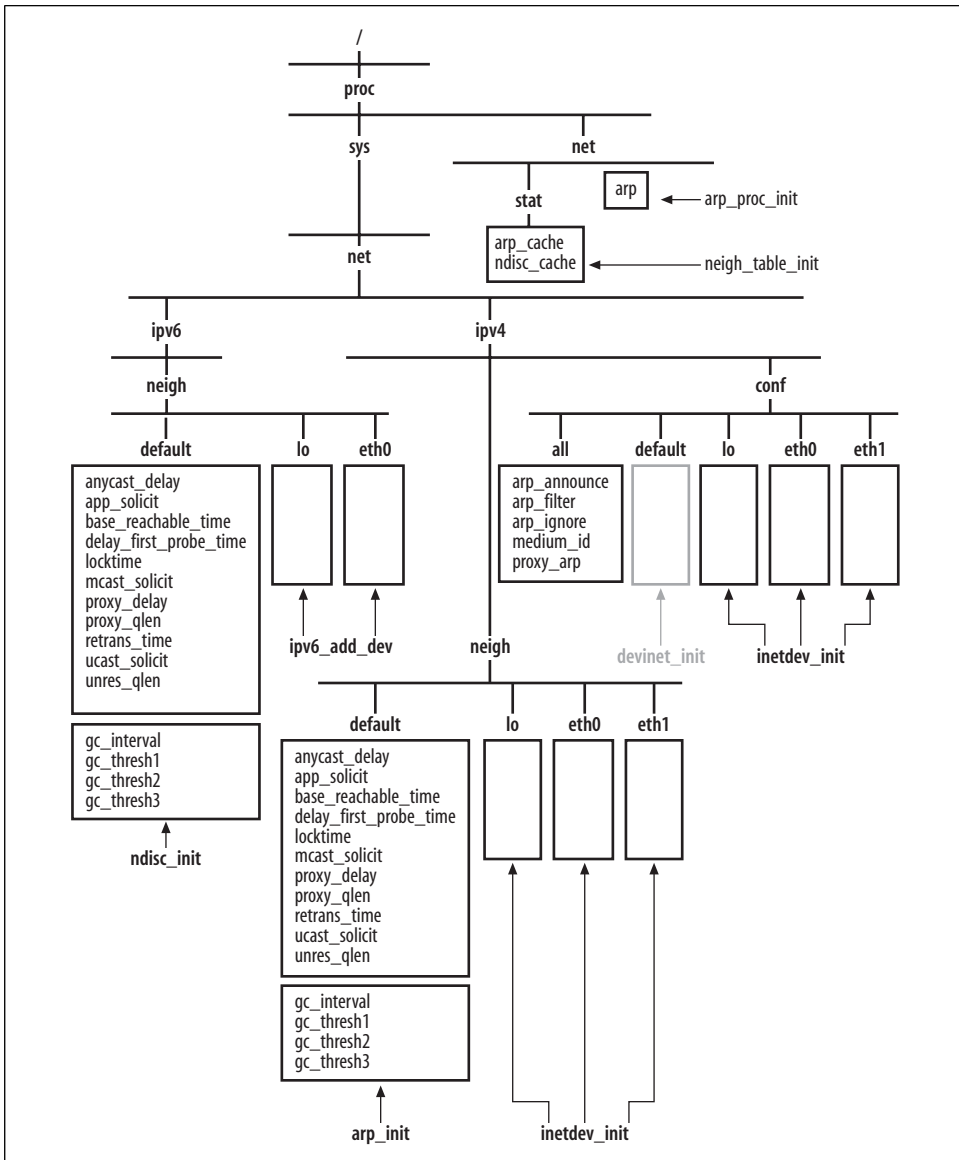 /
proc
sys
net
stat
arp
arp_proc_init
arp_cache
ndisc_cache
neigh_table_init
net
ipv6
ipv4
neigh
conf
default
lo
eth0
all
default
lo
eth0
eth1
anycast_delay
app_solicit
base_reachable_time
delay_first_probe_time
locktime
mcast_solicit
proxy_delay
proxy_qlen
retrans_time
ucast_solicit
unres_qlen
arp_announce
arp_filter
arp_ignore
medium_id
proxy_arp
ipv6_add_dev
neigh
devinet_init
inetdev_init
gc_interval
gc_thresh1
gc_thresh2
gc_thresh3
ndisc_init
default
lo
eth0
eth1
anycast_delay
app_solicit
base_reachable_time
delay_first_probe_time
locktime
mcast_solicit
proxy_delay
proxy_qlen
retrans_time
ucast_solicit
unres_qlen
gc_interval
gc_thresh1
gc_thresh2
gc_thresh3
arp_init
inetdev_init